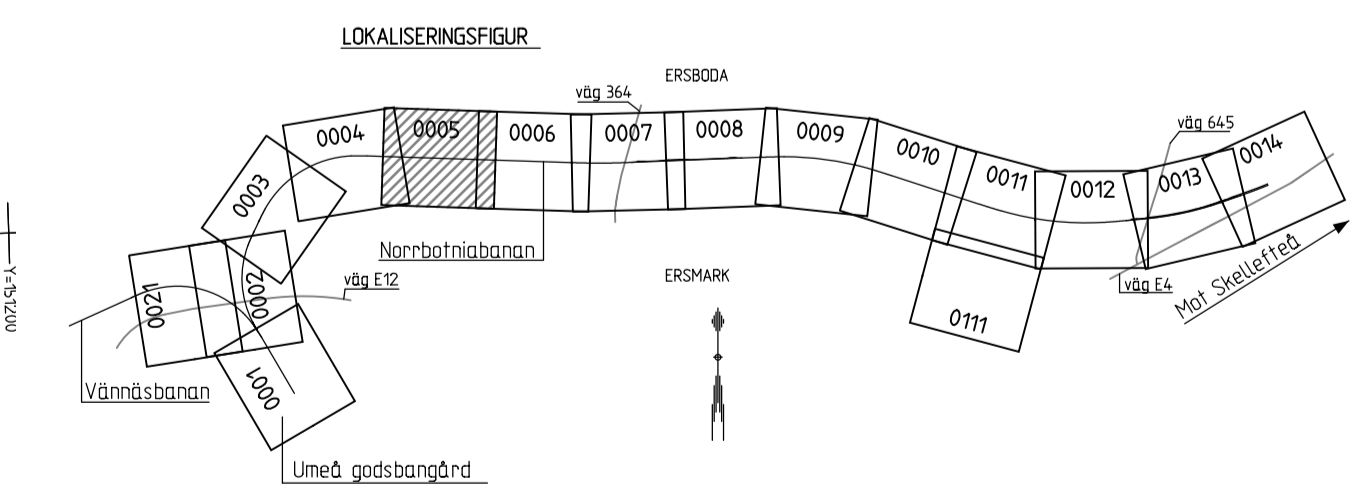 LOKALISERINGSFIGUR
ERSBODA
väg 364
väg 645
0004
0005
0006
0007
0008
0009
0010
0011
0012
0013
0014
0003
Norrbotniabanan
ERSMARK
väg E12
väg E4
Mot Skellefteå
Y=151200
0021
0002
0111
0001
Vännäsbanan
Umeå godsbangård